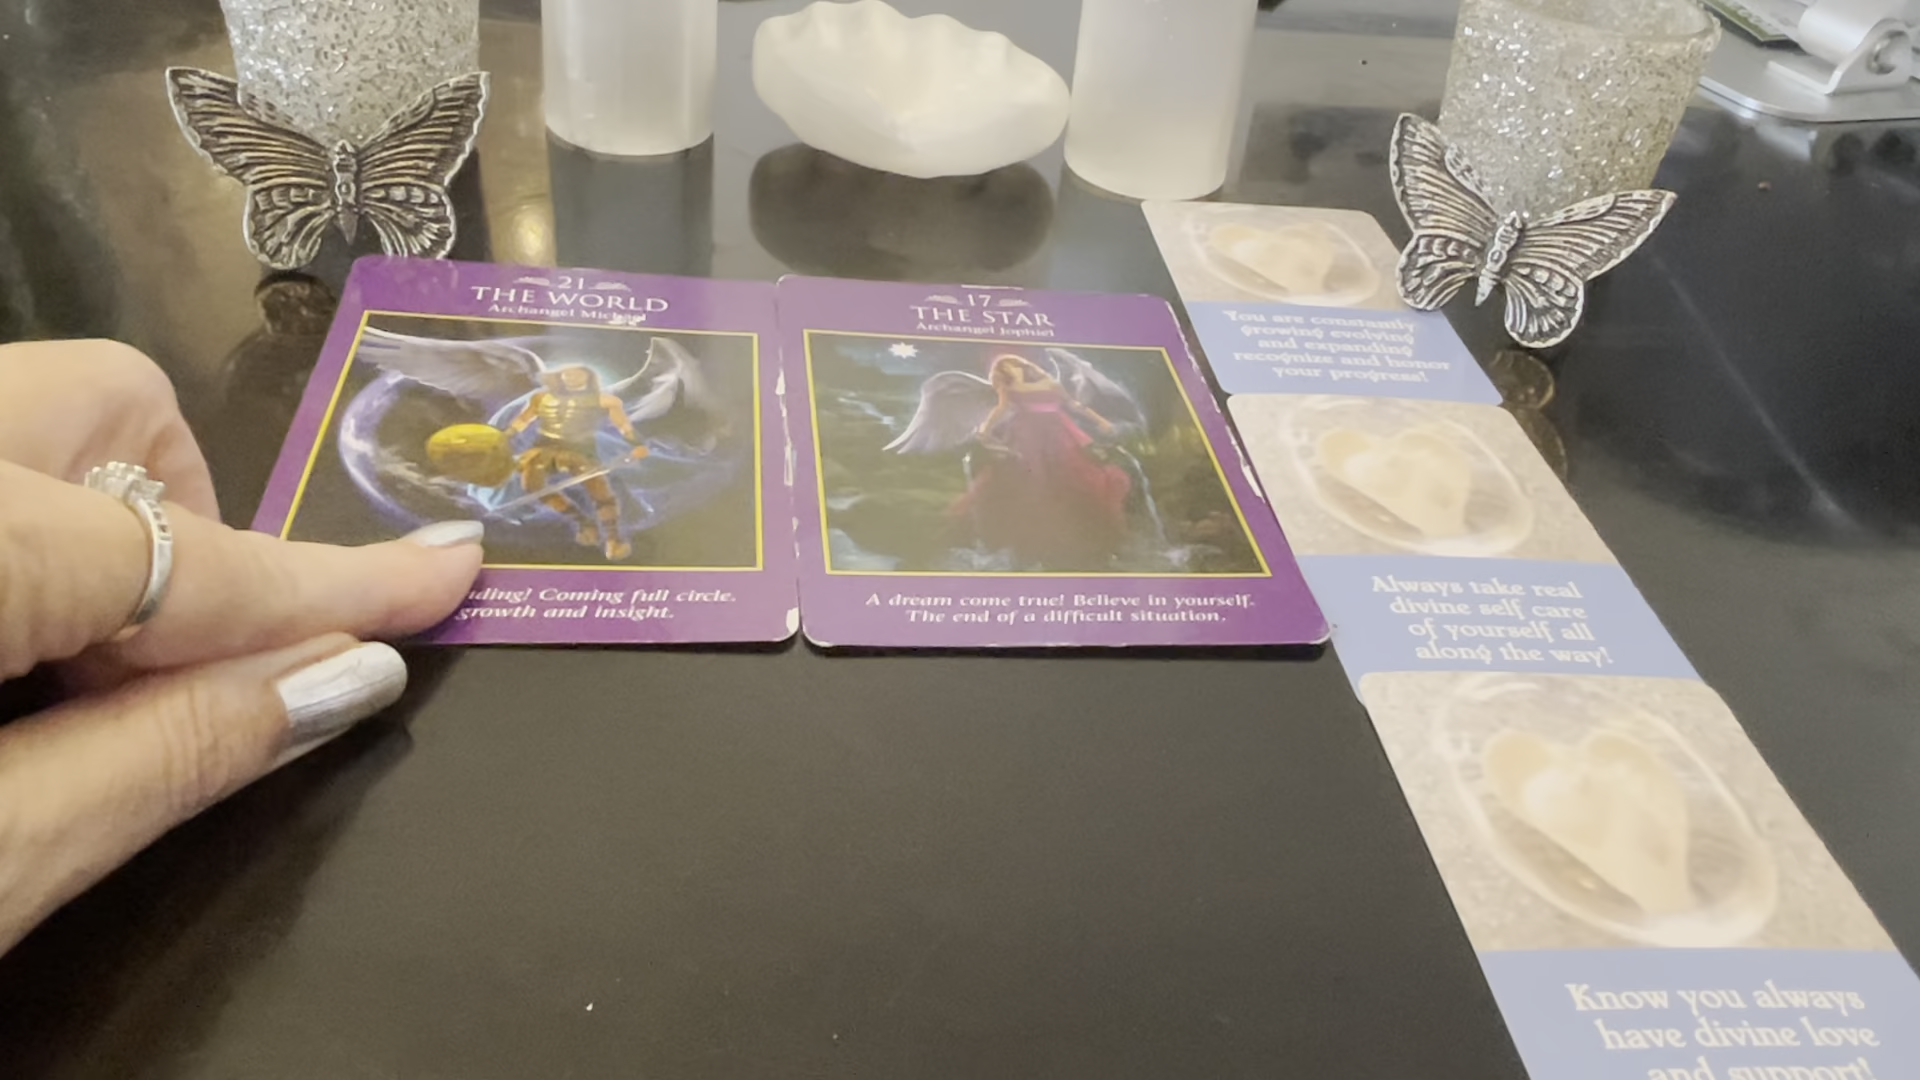 21
THE WORLD
Archangel Michael
ding! Coming full circle.
growth and insight.
17
THE STAR
Archangel Jophiel
A dream come true! Believe in yourself.
The end of a difficult situation.
You are constantly
growing evolving
and expanding
recognize and honor
your progress!
Always take real
divine self care
of yourself all
along the way!
Know you always
have divine love
and support!